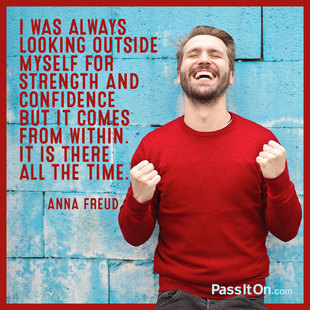 I WAS ALWAYS
LOOKING OUTSIDE
MYSELF FOR
STRENGTH AND
CONFIDENCE
BUT IT COMES
FROM WITHIN.
IT IS THERE
ALL THE TIME.
ANNA FREUD
PassItOn.com